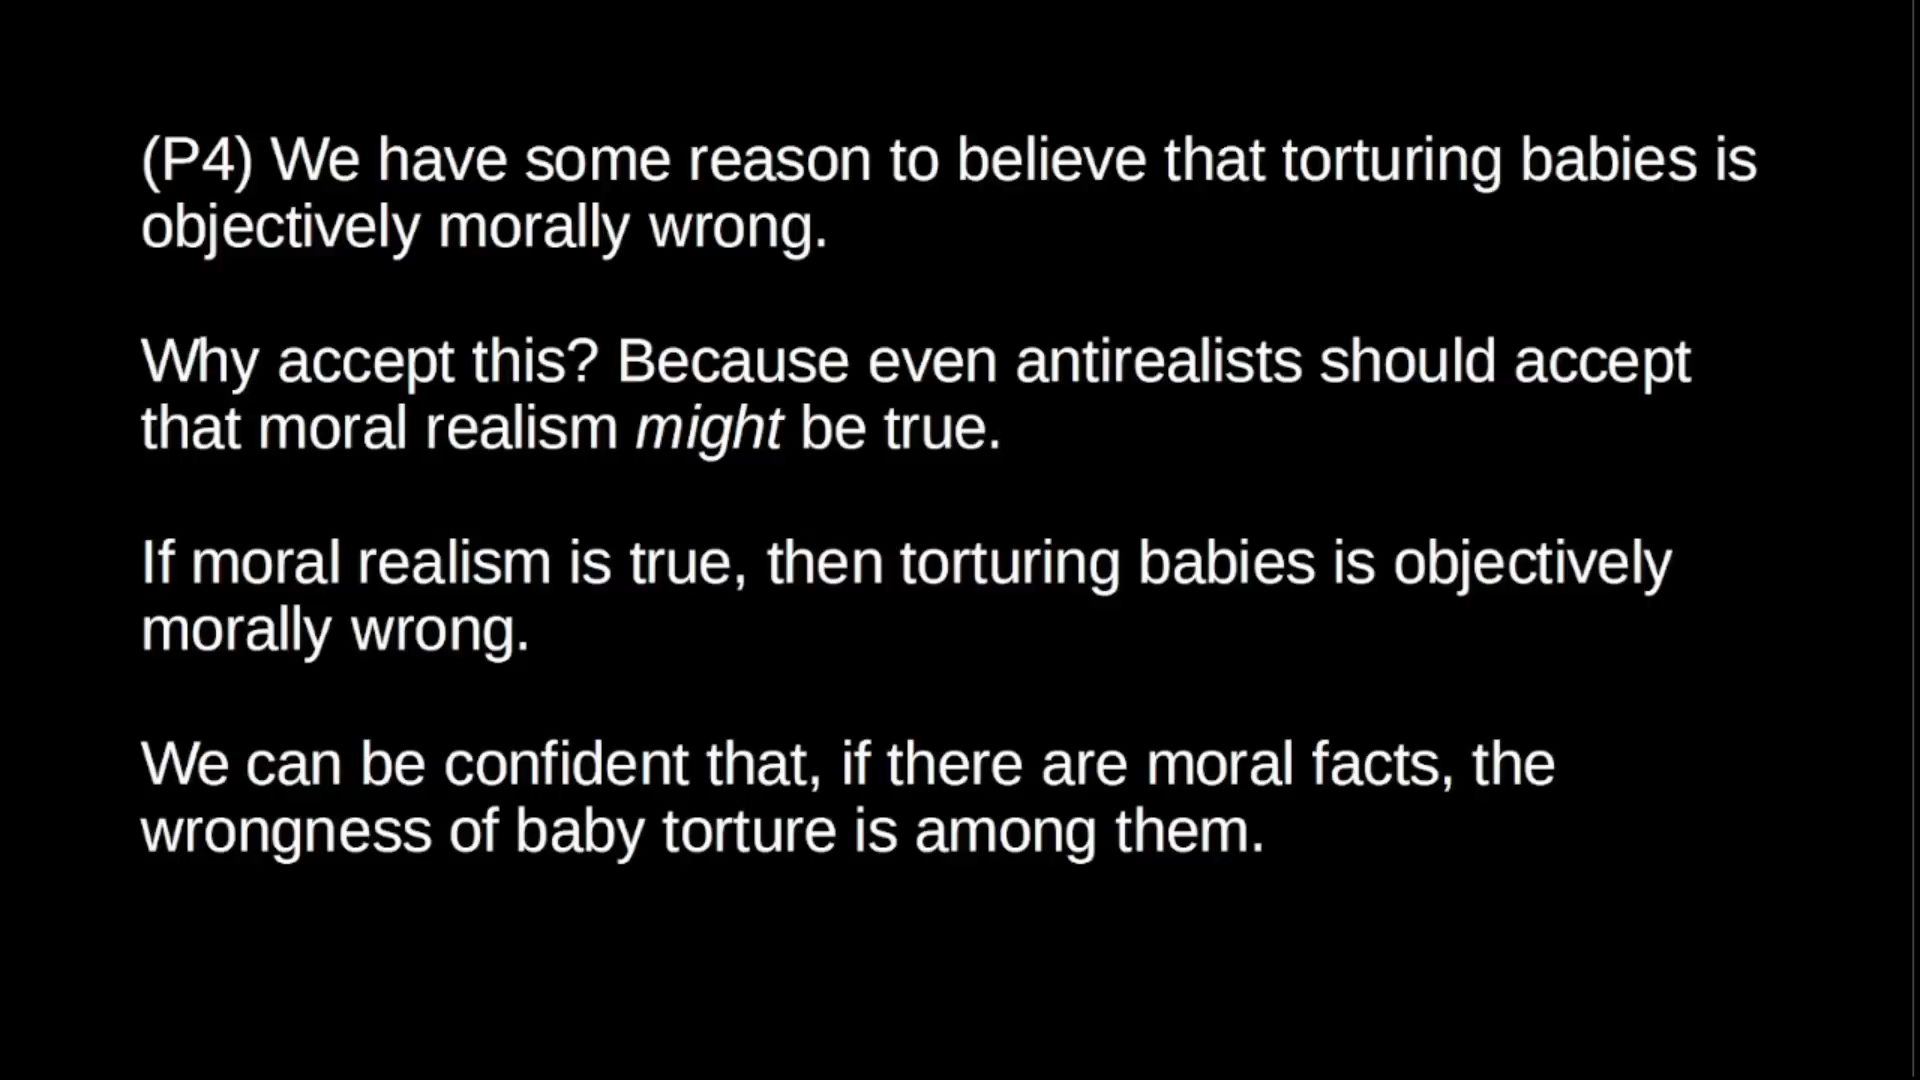 (P4) We have some reason to believe that torturing babies is
objectively morally wrong.
Why accept this? Because even antirealists should accept
that moral realism might be true.
If moral realism is true, then torturing babies is objectively
morally wrong.
We can be confident that, if there are moral facts, the
wrongness of baby torture is among them.